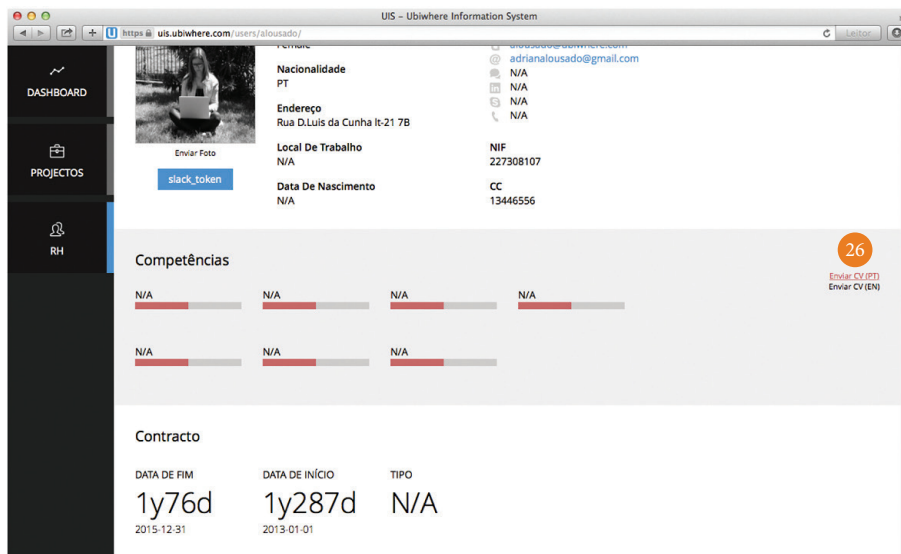 UIS – Ubiwhere Information System
https uis.ubiwhere.com/users/alousado/
Leitor
DASHBOARD
PROJECTOS
RH
Enviar Foto
slack_token
Female
Nacionalidade
PT
Endereço
Rua D.Luis da Cunha lt-21 7B
Local De Trabalho
N/A
Data De Nascimento
N/A
alousado@ubiwhere.com
adrianalousado@gmail.com
N/A
N/A
N/A
N/A
NIF
227308107
CC
13446556
Competências
26
Enviar CV (PT)
Enviar CV (EN)
N/A N/A N/A N/A
N/A N/A N/A
Contracto
DATA DE FIM DATA DE INÍCIO TIPO
1y76d 1y287d N/A
2015-12-31 2013-01-01